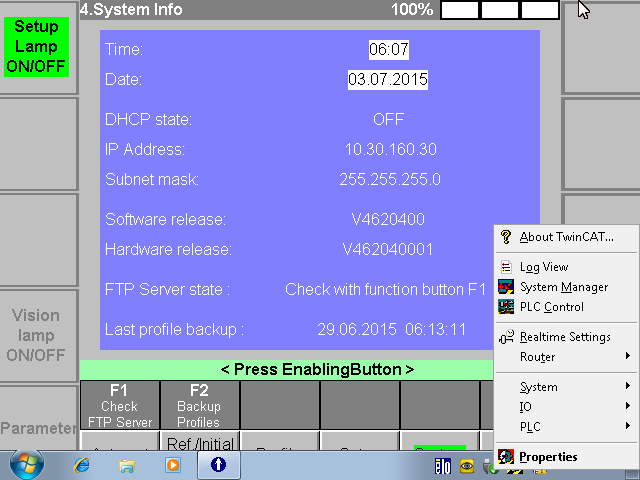 4.System Info
100%
Setup
Lamp
ON/OFF
Time:
06:07
Date:
03.07.2015
DHCP state:
OFF
IP Address:
10.30.160.30
Subnet mask:
255.255.255.0
Software release:
V4620400
Hardware release:
V462040001
FTP Server state :
Check with function button F1
Last profile backup :
29.06.2015 06:13:11
Vision
lamp
ON/OFF
< Press EnablingButton >
Parameter
F1
Check
FTP Server
F2
Backup
Profiles
Ref./Initial
About TwinCAT...
Log View
System Manager
PLC Control
Realtime Settings
Router
System
IO
PLC
Properties